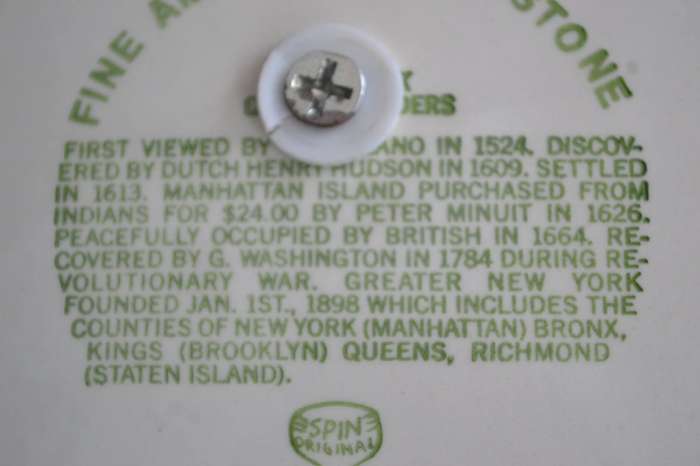 FINE STONE
DERS
FIRST VIEWED BY ANO IN 1524. DISCOV-
ERED BY DUTCH HENRY HUDSON IN 1609. SETTLED
IN 1613. MANHATTAN ISLAND PURCHASED FROM
INDIANS FOR $24.00 BY PETER MINUIT IN 1626.
PEACEFULLY OCCUPIED BY BRITISH IN 1664. RE-
COVERED BY G. WASHINGTON IN 1784 DURING RE-
VOLUTIONARY WAR. GREATER NEW YORK
FOUNDED JAN. 1ST., 1898 WHICH INCLUDES THE
COUNTIES OF NEW YORK (MANHATTAN) BRONX,
KINGS (BROOKLYN) QUEENS, RICHMOND
(STATEN ISLAND).
SPIN
ORIGINAL